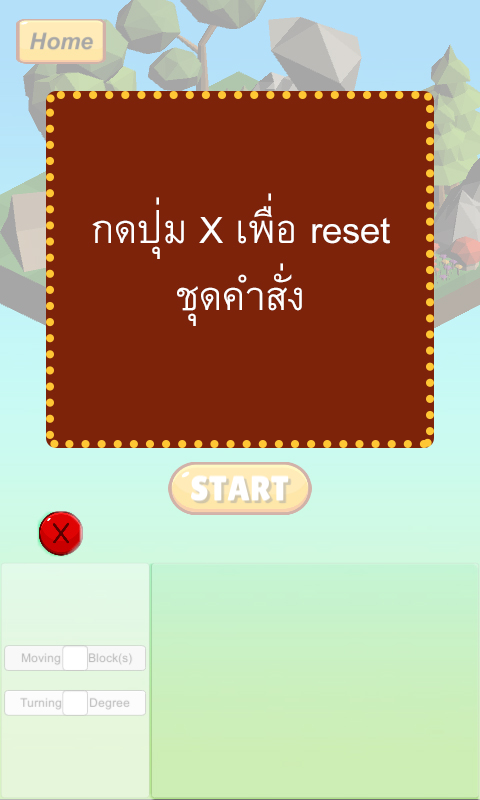 Home
กดปุ่ม X เพื่อ reset
ชุดคำสั่ง
START
X
Moving Block(s)
Turning Degree